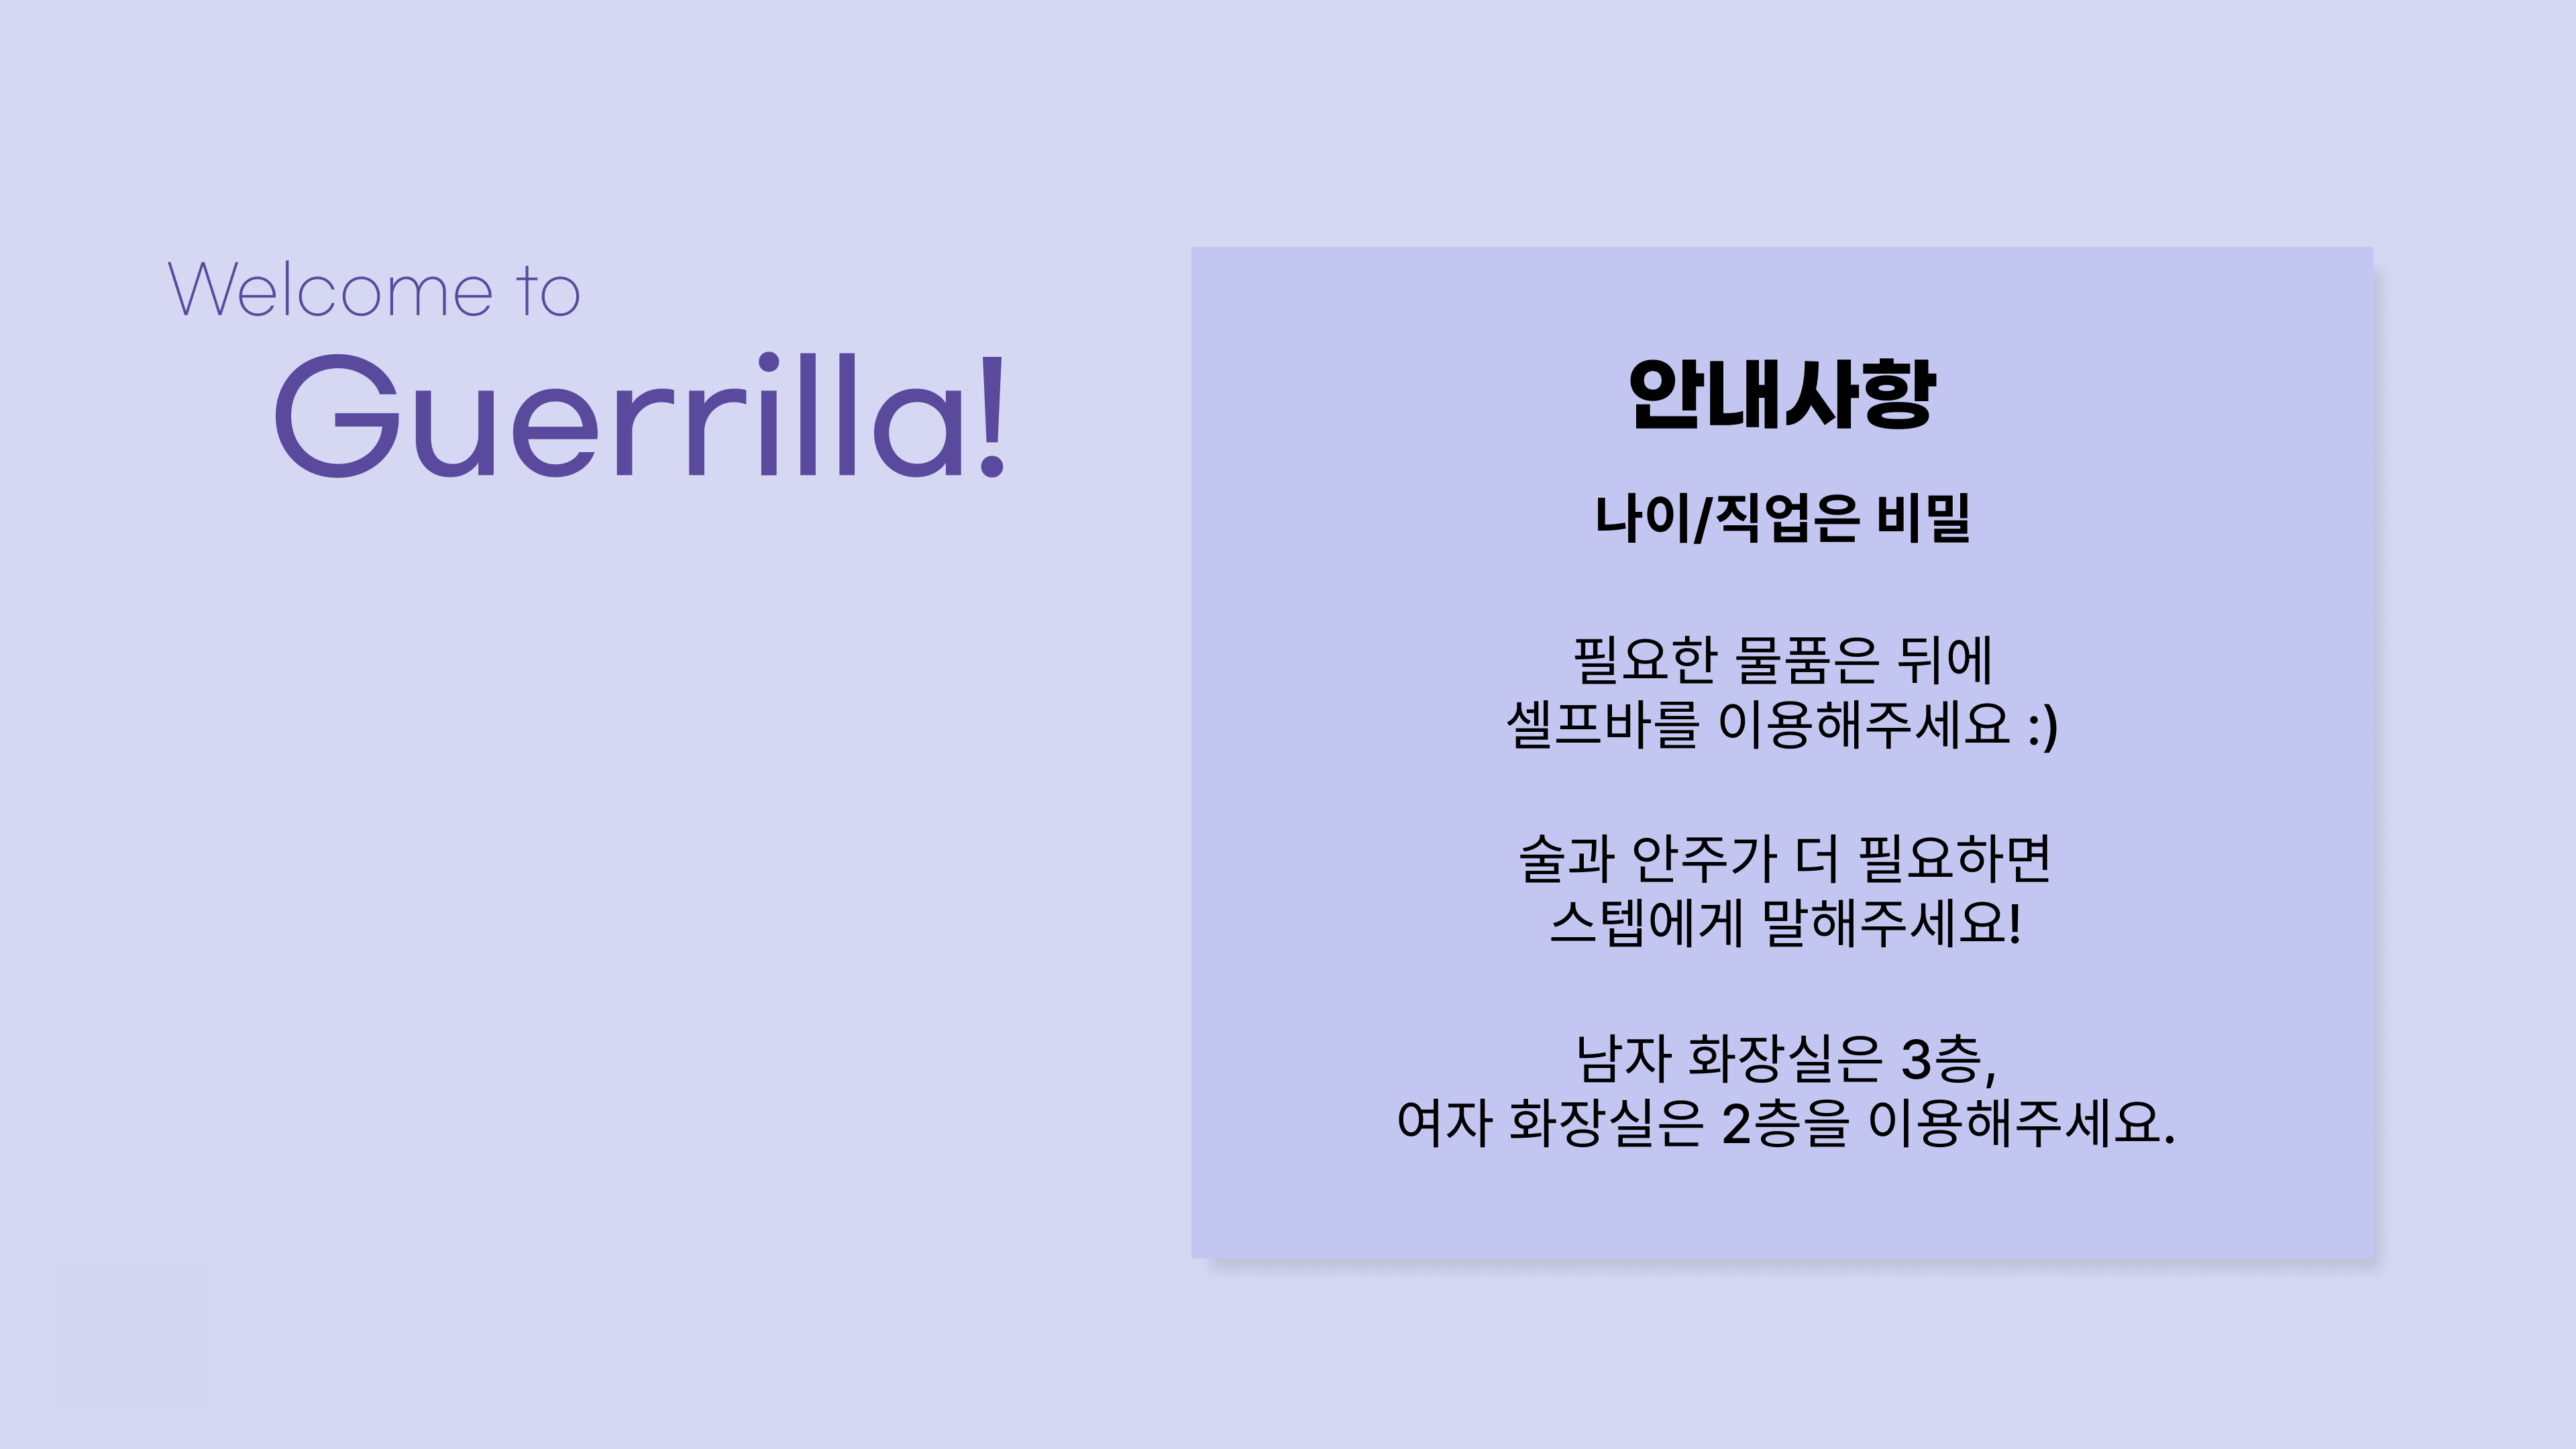 Welcome to
Guerrilla!
안내사항
나이/직업은 비밀
필요한 물품은 뒤에
셀프바를 이용해주세요 :)
술과 안주가 더 필요하면
스텝에게 말해주세요!
남자 화장실은 3층,
여자 화장실은 2층을 이용해주세요.